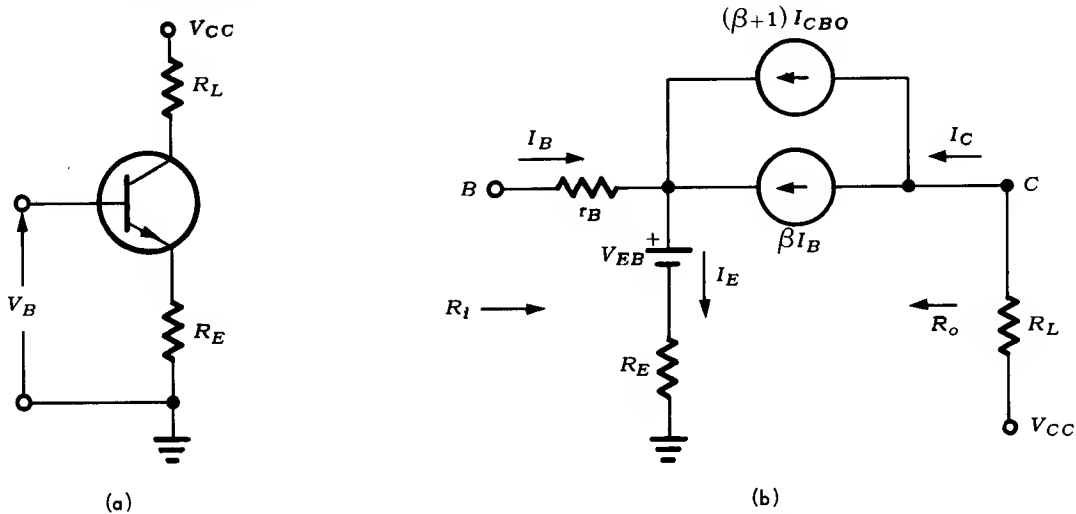 V_CC
R_L
V_B
R_E
(a)
(β+1) I_CBO
I_B
I_C
B
r_B
C
βI_B
V_EB
+
I_E
R_i
R_o
R_L
R_E
V_CC
(b)